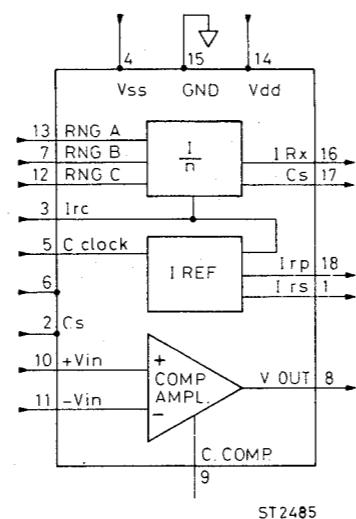 4 15 14
Vss GND Vdd
13 RNG A
7 RNG B
12 RNG C
I
n
I Rx 16
Cs 17
3 Irc
5 C clock
I REF
Irp 18
Irs 1
6
2 Cs
10 +Vin
+
COMP
AMPL.
V OUT 8
11 -Vin
-
C. COMP.
9
ST2485